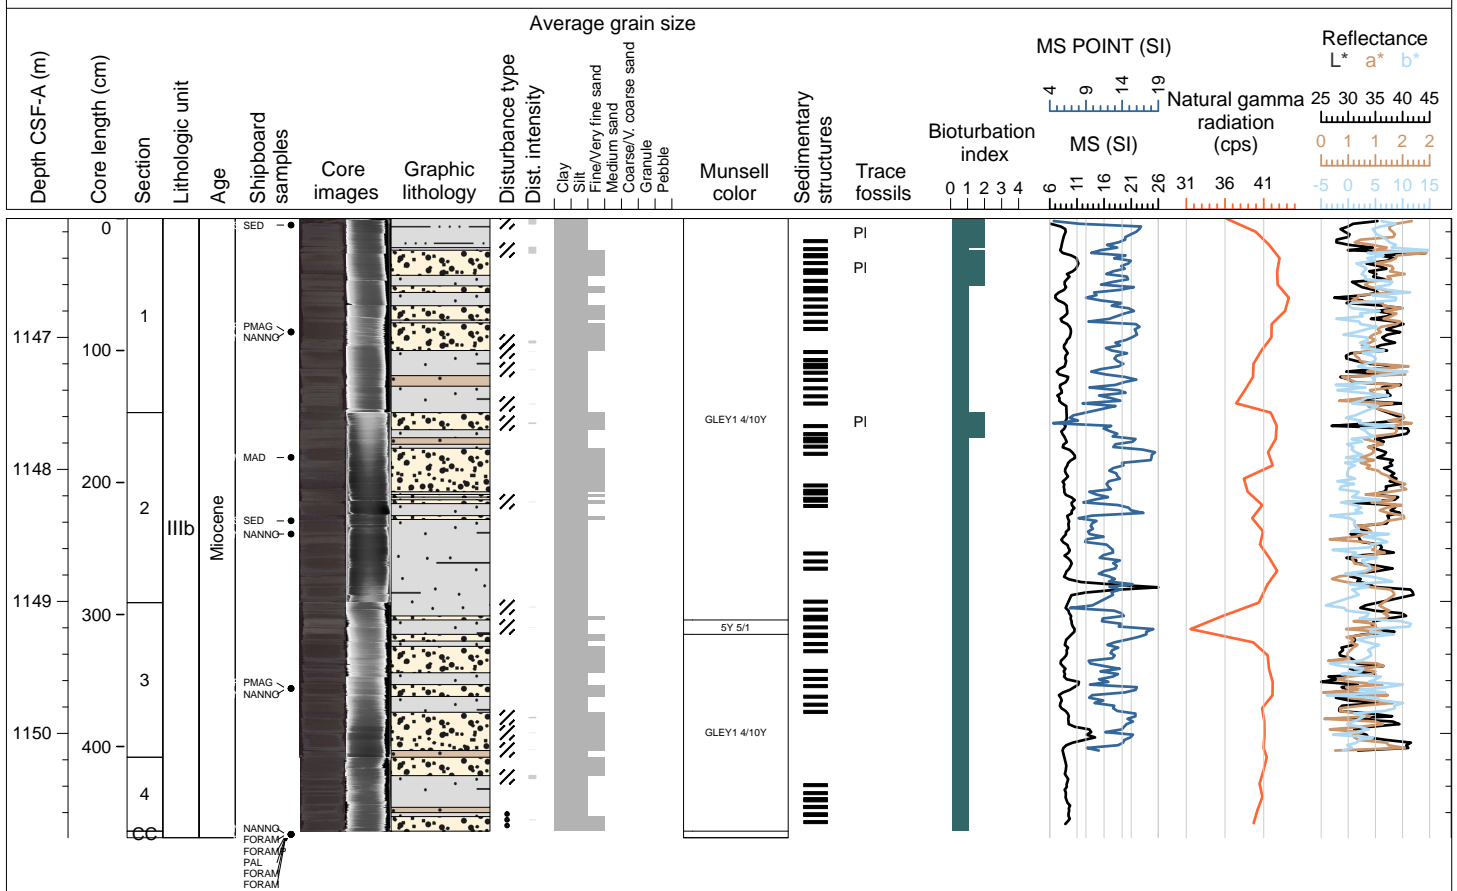 Average grain size
Depth CSF-A (m)
Core length (cm)
Section
Lithologic unit
Age
Shipboard
samples
Core
images
Graphic
lithology
Disturbance type
Dist. intensity
Clay
Silt
Fine/Very fine sand
Medium sand
Coarse/V. coarse sand
Granule
Pebble
Munsell
color
Sedimentary
structures
Trace
fossils
Bioturbation
index
0 1 2 3 4
MS POINT (SI)
4 9 14 19
MS (SI)
6 11 16 21 26
Natural gamma
radiation
(cps)
31 36 41
Reflectance
L* a* b*
25 30 35 40 45
0 1 1 2 2
-5 0 5 10 15
0
SED
PI
PI
1
PMAG
NANNO
1147
100
GLEY1 4/10Y
PI
MAD
1148
200
2
SED
IIIb
NANNO
Miocene
1149
300
5Y 5/1
3
PMAG
NANNO
1150
GLEY1 4/10Y
400
4
CC
NANNO
FORAM
FORAMP
PAL
FORAM
FORAM